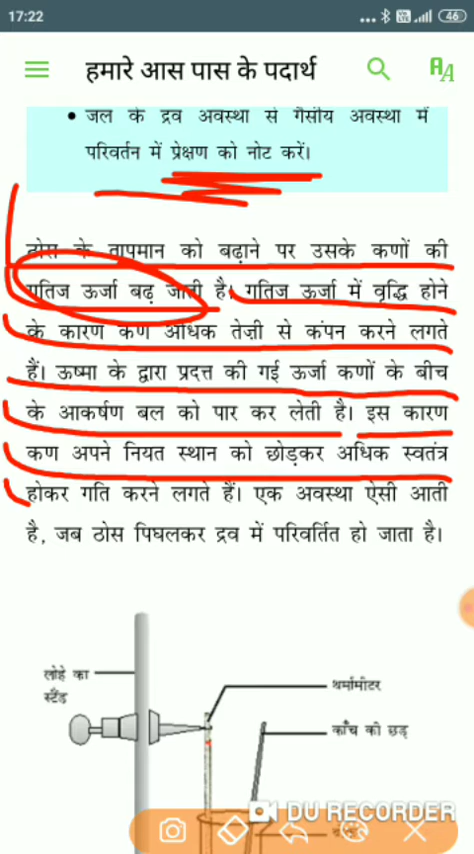 17:22
46
हमारे आस पास के पदार्थ
AA
• जल के द्रव अवस्था से गैसीय अवस्था में
परिवर्तन में प्रेक्षण को नोट करें।
ठोस के तापमान को बढ़ाने पर उसके कणों की
गतिज ऊर्जा बढ़ जाती है। गतिज ऊर्जा में वृद्धि होने
के कारण कण अधिक तेज़ी से कंपन करने लगते
हैं। ऊष्मा के द्वारा प्रदत्त की गई ऊर्जा कणों के बीच
के आकर्षण बल को पार कर लेती है। इस कारण
कण अपने नियत स्थान को छोड़कर अधिक स्वतंत्र
होकर गति करने लगते हैं। एक अवस्था ऐसी आती
है, जब ठोस पिघलकर द्रव में परिवर्तित हो जाता है।
लोहे का
स्टैंड
थर्मामीटर
काँच की छड़
DU RECORDER